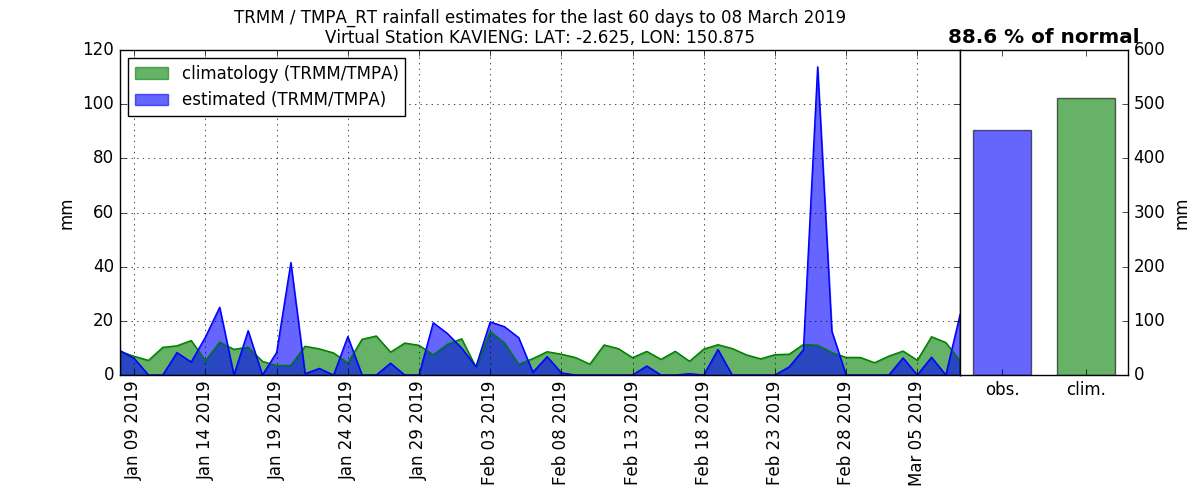 TRMM / TMPA_RT rainfall estimates for the last 60 days to 08 March 2019
Virtual Station KAVIENG: LAT: -2.625, LON: 150.875
88.6 % of normal
climatology (TRMM/TMPA)
estimated (TRMM/TMPA)
120
100
80
60
40
20
0
mm
600
500
400
300
200
100
0
mm
Jan 09 2019
Jan 14 2019
Jan 19 2019
Jan 24 2019
Jan 29 2019
Feb 03 2019
Feb 08 2019
Feb 13 2019
Feb 18 2019
Feb 23 2019
Feb 28 2019
Mar 05 2019
obs.
clim.